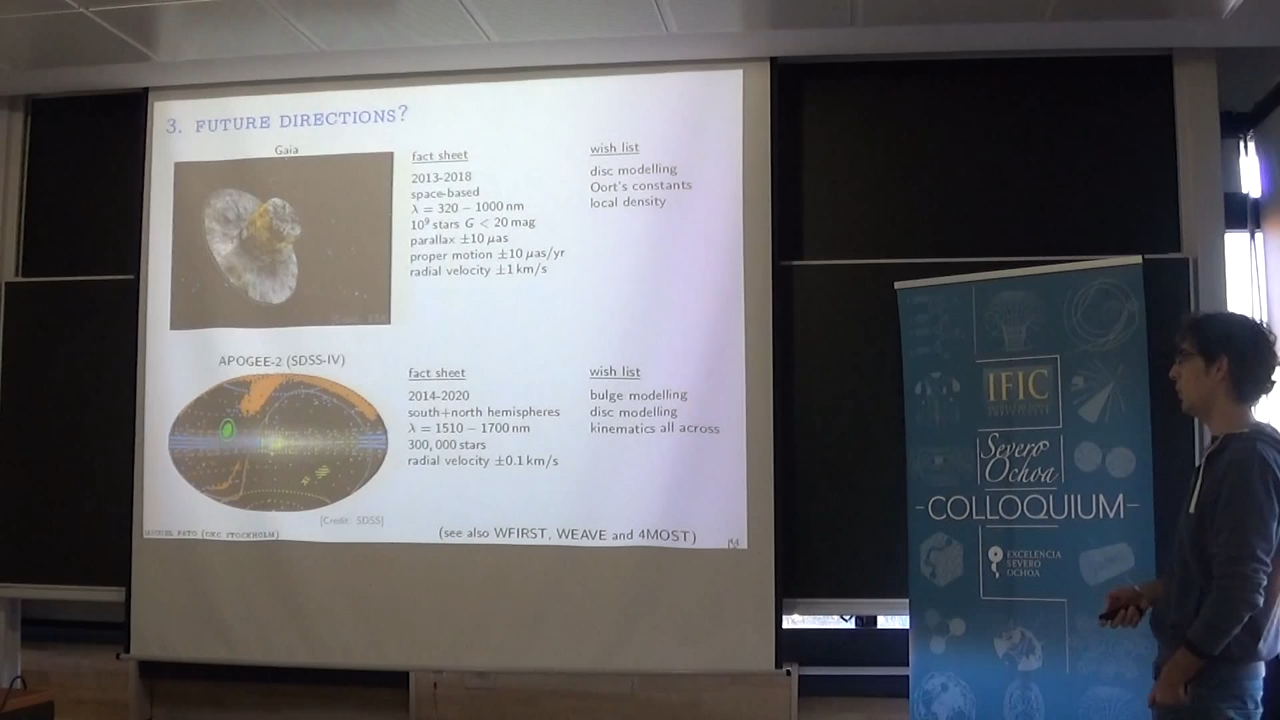 3. FUTURE DIRECTIONS?
Gaia
fact sheet
2013-2018
space-based
λ = 320 − 1000 nm
10⁹ stars G < 20 mag
parallax ±10 μas
proper motion ±10 μas/yr
radial velocity ±1 km/s
wish list
disc modelling
Oort's constants
local density
APOGEE-2 (SDSS-IV)
[Credit: SDSS]
fact sheet
2014-2020
south+north hemispheres
λ = 1510 − 1700 nm
300,000 stars
radial velocity ±0.1 km/s
wish list
bulge modelling
disc modelling
kinematics all across
(OKC STOCKHOLM)
(see also WFIRST, WEAVE and 4MOST)
IFIC
Severo
Ochoa
-COLLOQUIUM-
EXCELENCIA
SEVERO
OCHOA